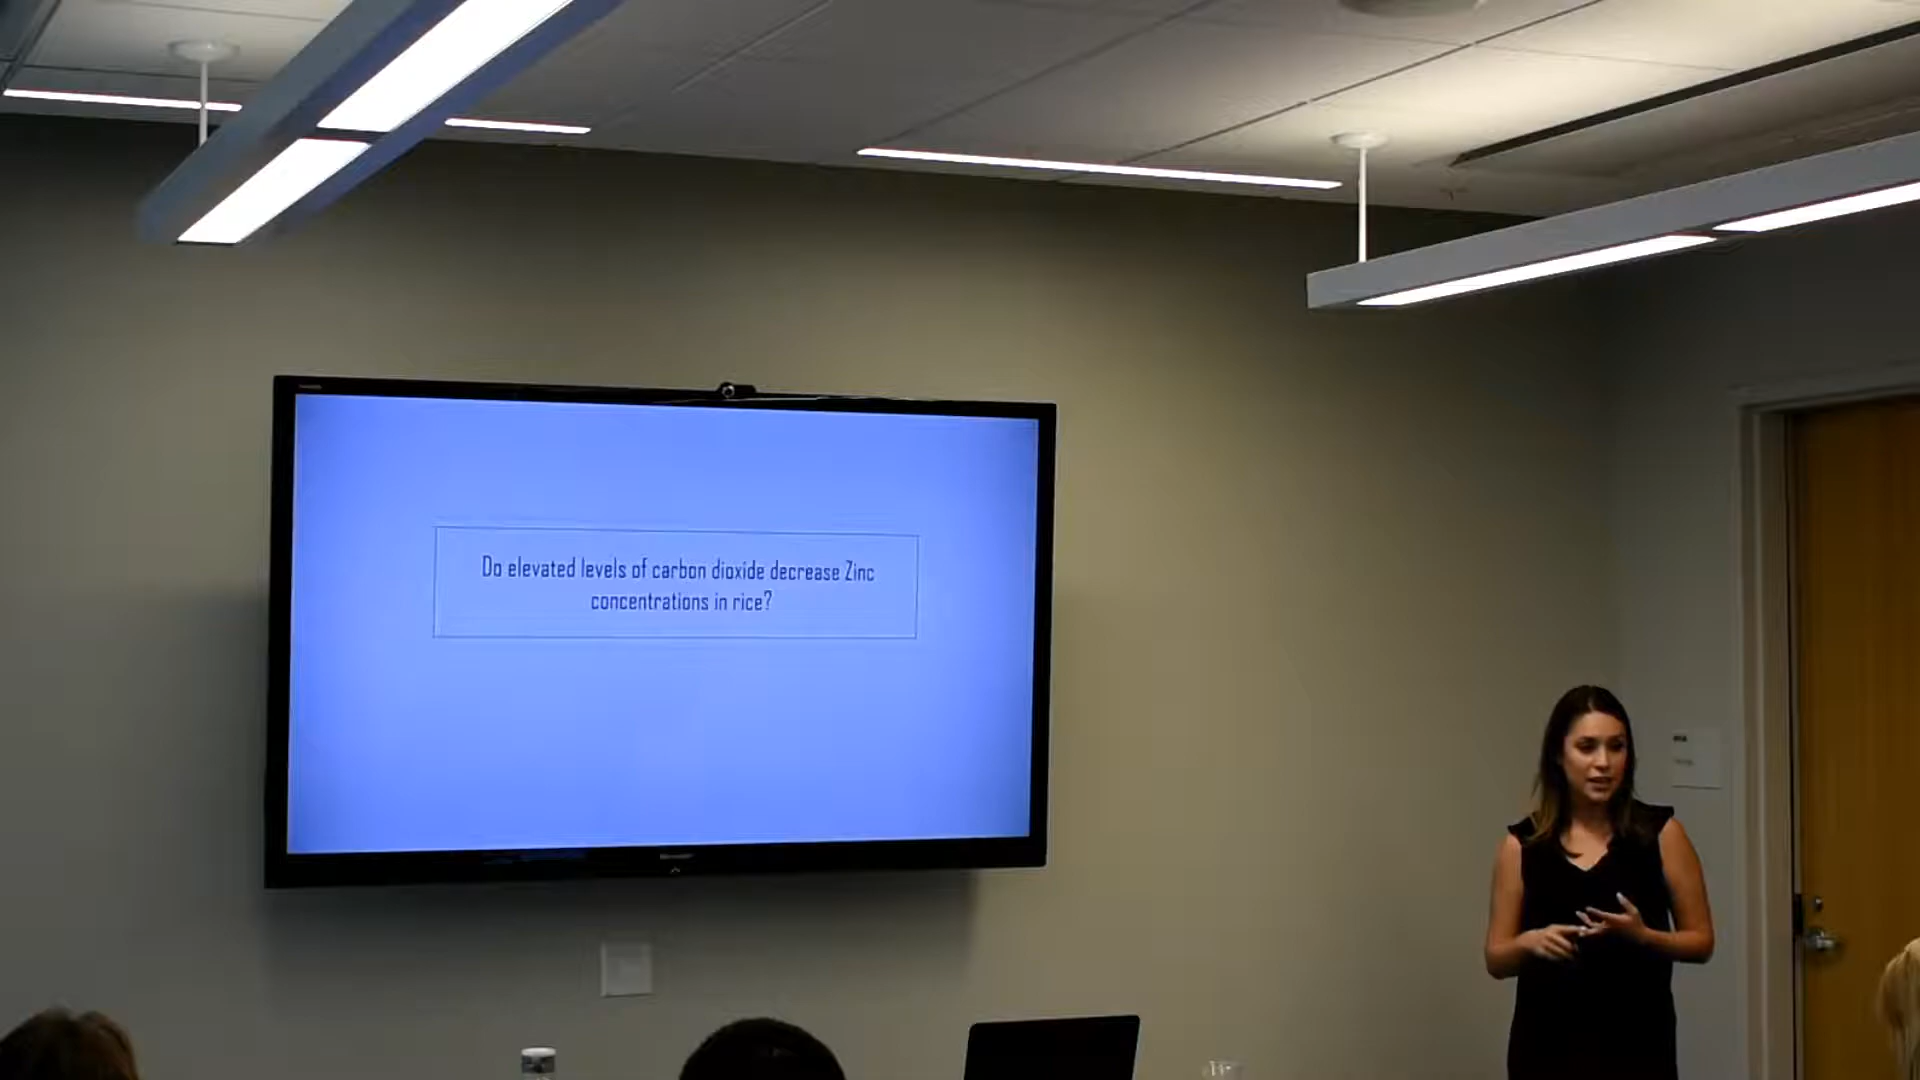 Do elevated levels of carbon dioxide decrease Zinc
concentrations in rice?